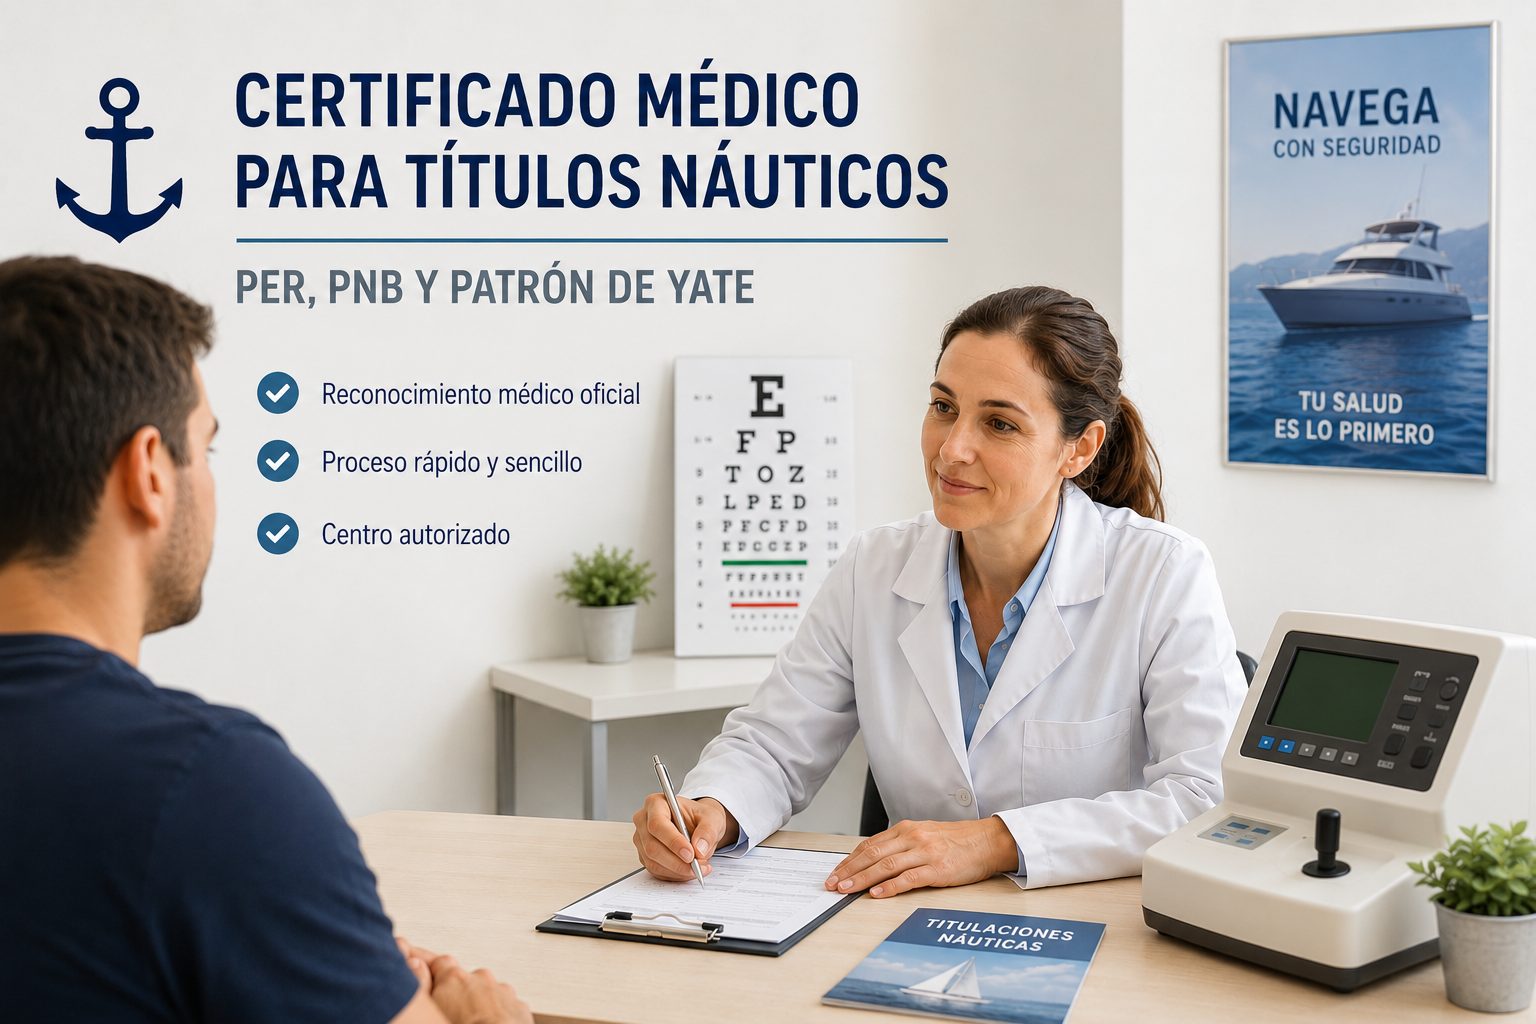 CERTIFICADO MÉDICO
PARA TÍTULOS NÁUTICOS
PER, PNB Y PATRÓN DE YATE
Reconocimiento médico oficial
Proceso rápido y sencillo
Centro autorizado
E
F P
T O Z
L P E D
P E C F D
NAVEGA
CON SEGURIDAD
TU SALUD
ES LO PRIMERO
TITULACIONES
NÁUTICAS